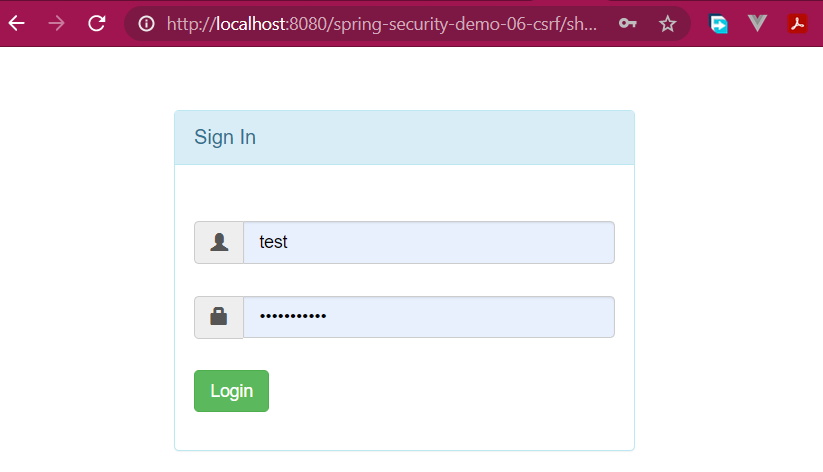 http://localhost:8080/spring-security-demo-06-csrf/sh...
Sign In
test
•••••••••••
Login